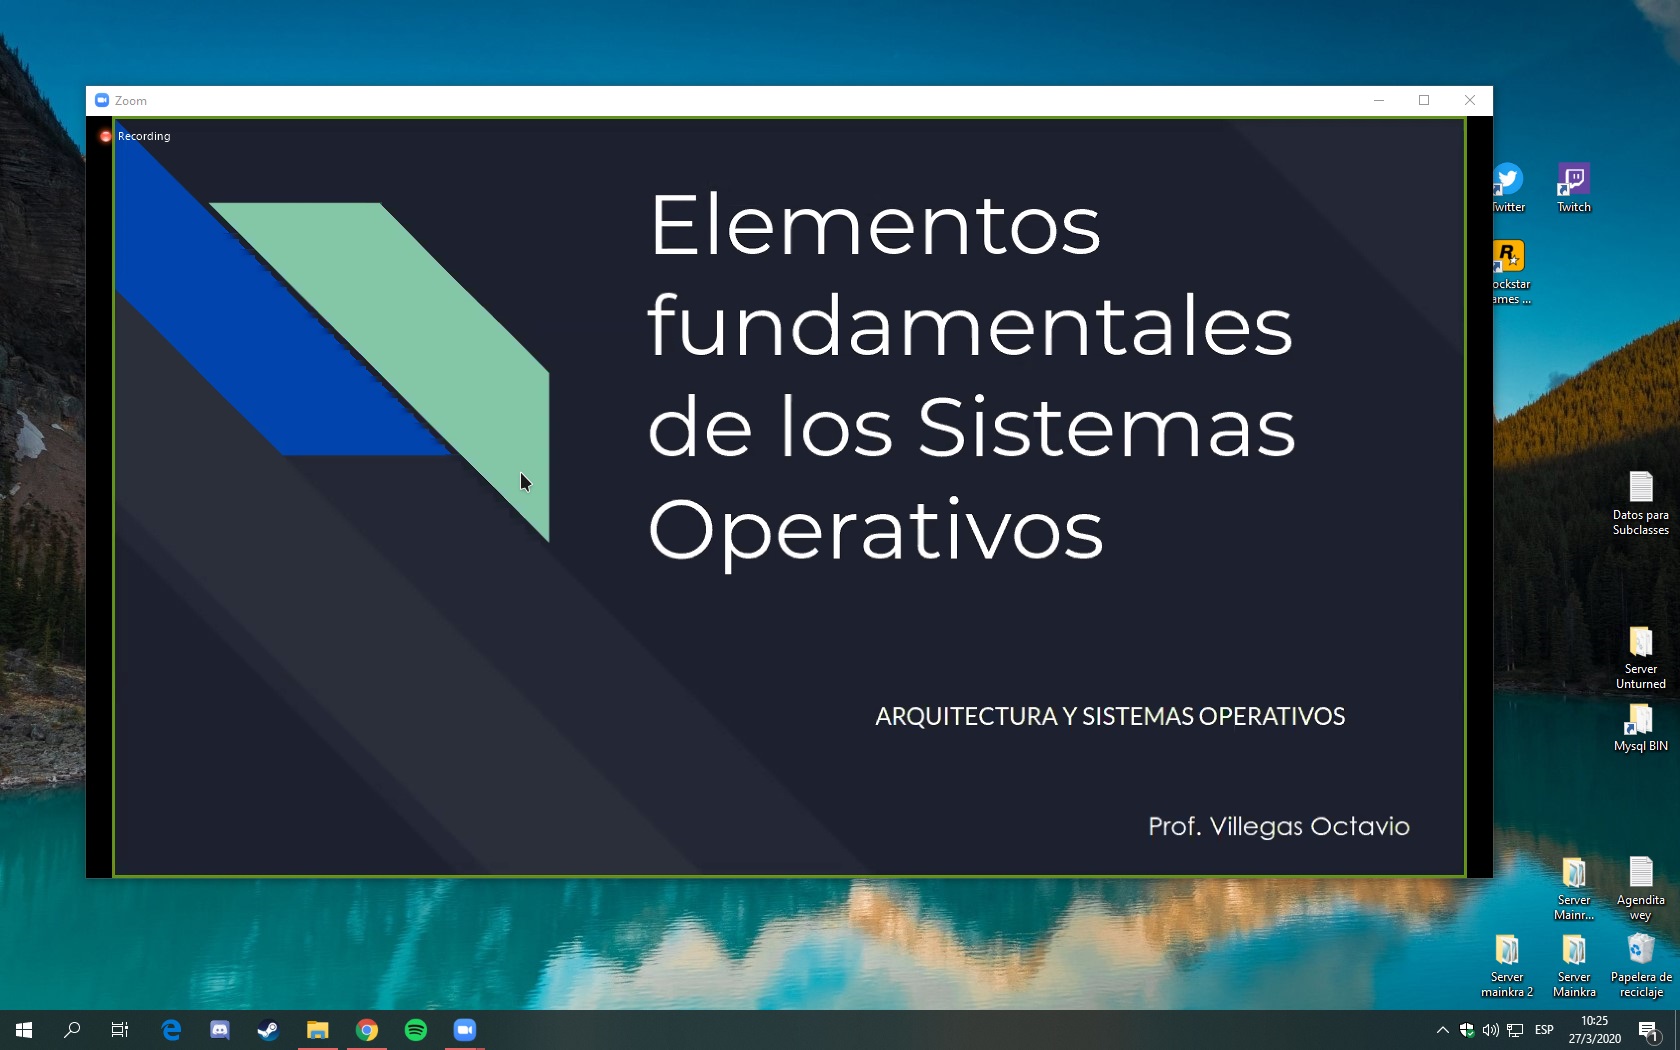 Zoom
Recording
Elementos
fundamentales
de los Sistemas
Operativos
ARQUITECTURA Y SISTEMAS OPERATIVOS
Prof. Villegas Octavio
Twitter
Twitch
ockstar
ames ...
Datos para
Subclasses
Server
Unturned
Mysql BIN
Server
Mainr...
Agendita
wey
Server
mainkra 2
Server
Mainkra
Papelera de
reciclaje
ESP
10:25
27/3/2020
1